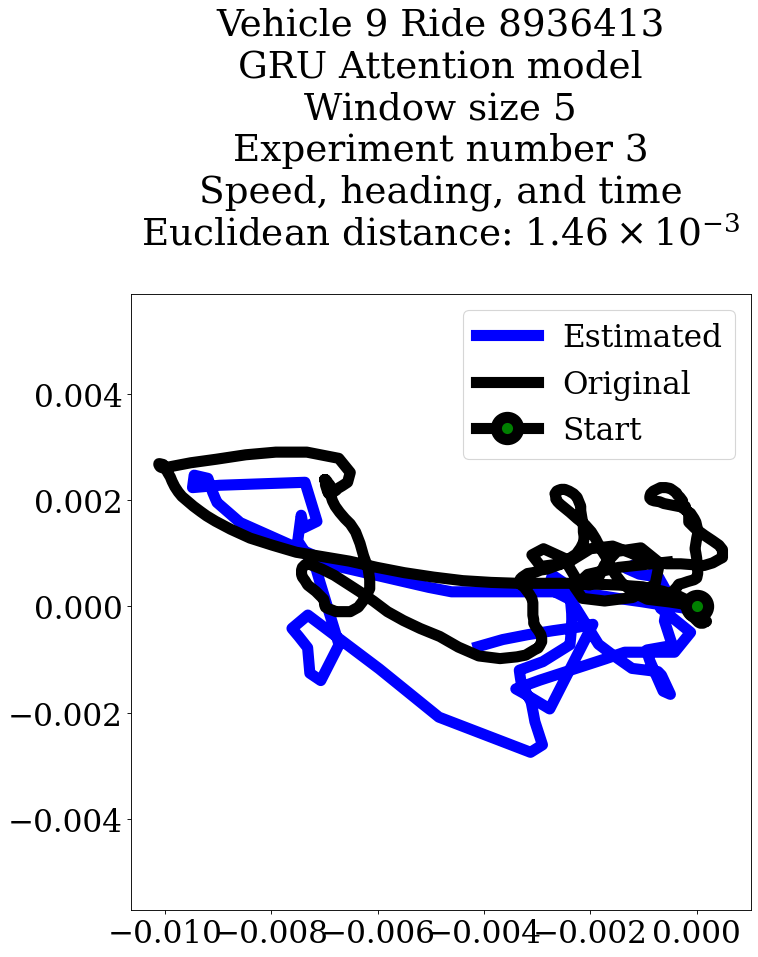 Vehicle 9 Ride 8936413
GRU Attention model
Window size 5
Experiment number 3
Speed, heading, and time
Euclidean distance: 1.46 × 10⁻³
Estimated
Original
Start
0.004
0.002
0.000
−0.002
−0.004
−0.010 −0.008 −0.006 −0.004 −0.002 0.000